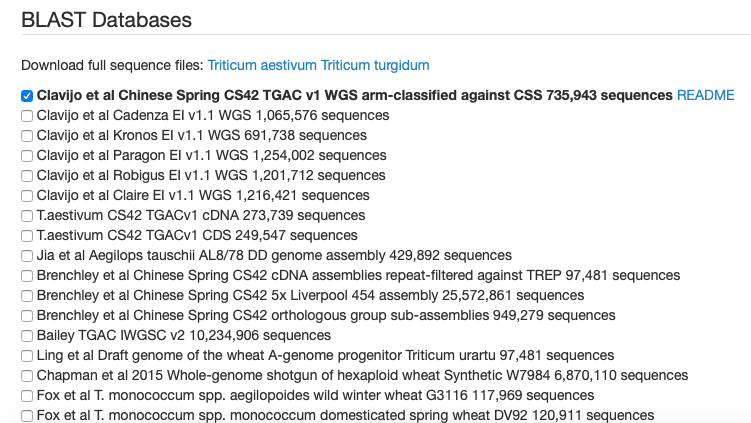 BLAST Databases
Download full sequence files: Triticum aestivum Triticum turgidum
Clavijo et al Chinese Spring CS42 TGAC v1 WGS arm-classified against CSS 735,943 sequences README
Clavijo et al Cadenza EI v1.1 WGS 1,065,576 sequences
Clavijo et al Kronos EI v1.1 WGS 691,738 sequences
Clavijo et al Paragon EI v1.1 WGS 1,254,002 sequences
Clavijo et al Robigus EI v1.1 WGS 1,201,712 sequences
Clavijo et al Claire EI v1.1 WGS 1,216,421 sequences
T.aestivum CS42 TGACv1 cDNA 273,739 sequences
T.aestivum CS42 TGACv1 CDS 249,547 sequences
Jia et al Aegilops tauschii AL8/78 DD genome assembly 429,892 sequences
Brenchley et al Chinese Spring CS42 cDNA assemblies repeat-filtered against TREP 97,481 sequences
Brenchley et al Chinese Spring CS42 5x Liverpool 454 assembly 25,572,861 sequences
Brenchley et al Chinese Spring CS42 orthologous group sub-assemblies 949,279 sequences
Bailey TGAC IWGSC v2 10,234,906 sequences
Ling et al Draft genome of the wheat A-genome progenitor Triticum urartu 97,481 sequences
Chapman et al 2015 Whole-genome shotgun of hexaploid wheat Synthetic W7984 6,870,110 sequences
Fox et al T. monococcum spp. aegilopoides wild winter wheat G3116 117,969 sequences
Fox et al T. monococcum spp. monococcum domesticated spring wheat DV92 120,911 sequences